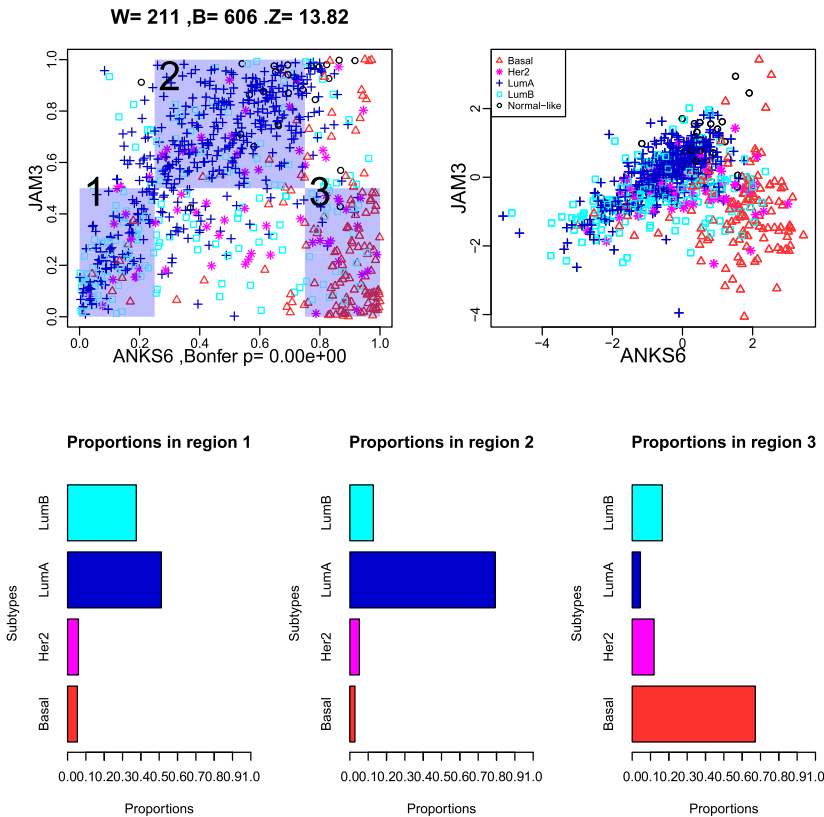 W= 211 ,B= 606 .Z= 13.82
1
2
3
JAM3
0.0 0.2 0.4 0.6 0.8 1.0
0.0 0.2 0.4 0.6 0.8 1.0
ANKS6 ,Bonfer p= 0.00e+00
Basal
Her2
LumA
LumB
Normal−like
JAM3
−4 −2 0 2
−4 −2 0 2
ANKS6
Proportions in region 1
Subtypes
LumB
LumA
Her2
Basal
0.00.10.20.30.40.50.60.70.80.91.0
Proportions
Proportions in region 2
Subtypes
LumB
LumA
Her2
Basal
0.00.10.20.30.40.50.60.70.80.91.0
Proportions
Proportions in region 3
Subtypes
LumB
LumA
Her2
Basal
0.00.10.20.30.40.50.60.70.80.91.0
Proportions